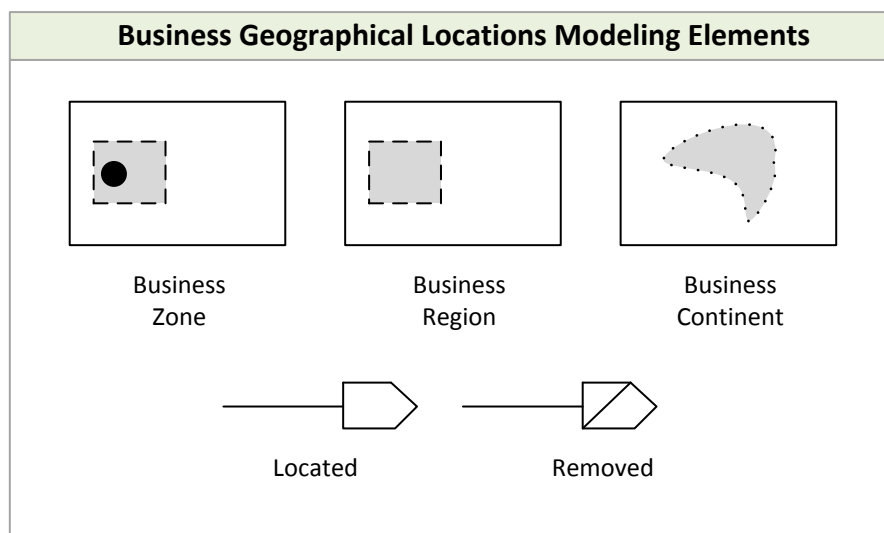 Business Geographical Locations Modeling Elements
Business
Zone
Business
Region
Business
Continent
Located
Removed